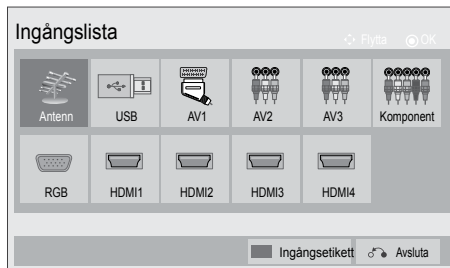 Ingångslista
Flytta OK
Antenn USB AV1 AV2 AV3 Komponent
RGB HDMI1 HDMI2 HDMI3 HDMI4
Ingångsetikett Avsluta